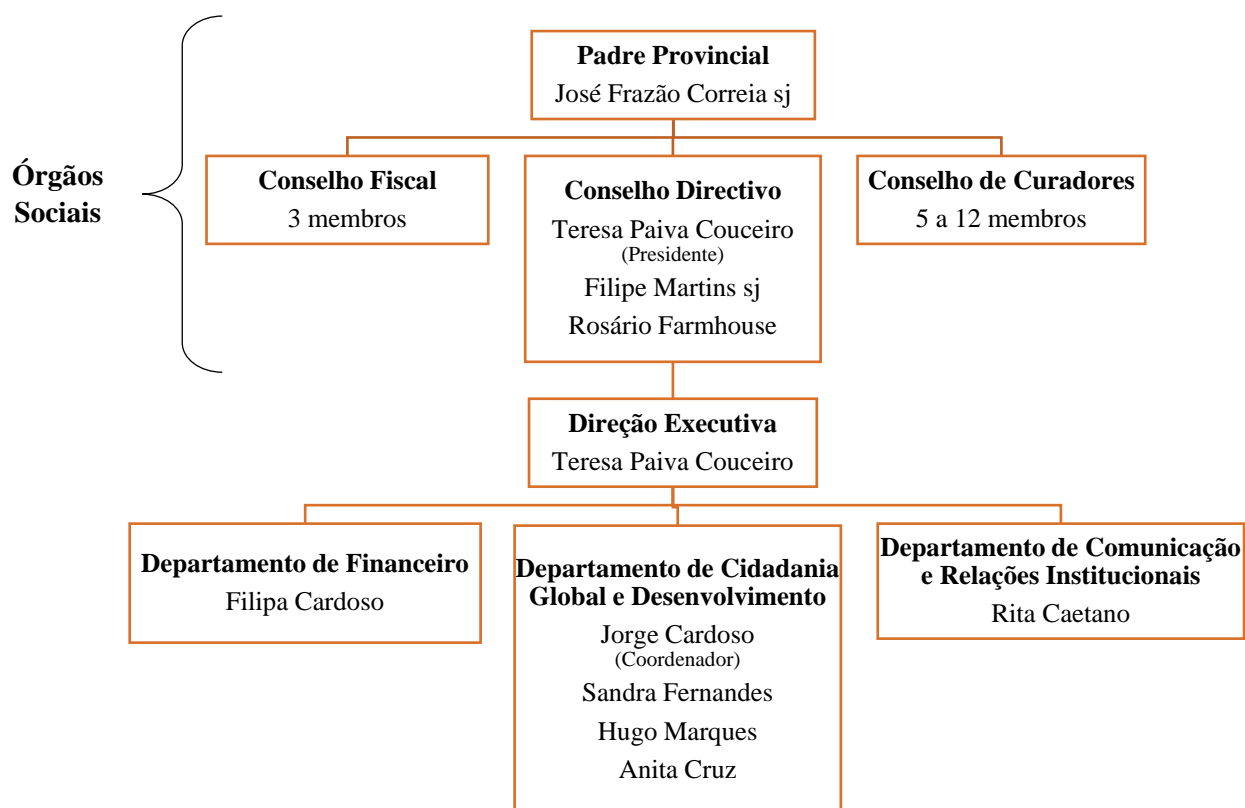 Padre Provincial
José Frazão Correia sj
Órgãos
Sociais
Conselho Fiscal
3 membros
Conselho Directivo
Teresa Paiva Couceiro
(Presidente)
Filipe Martins sj
Rosário Farmhouse
Conselho de Curadores
5 a 12 membros
Direção Executiva
Teresa Paiva Couceiro
Departamento de Financeiro
Filipa Cardoso
Departamento de Cidadania
Global e Desenvolvimento
Jorge Cardoso
(Coordenador)
Sandra Fernandes
Hugo Marques
Anita Cruz
Departamento de Comunicação
e Relações Institucionais
Rita Caetano